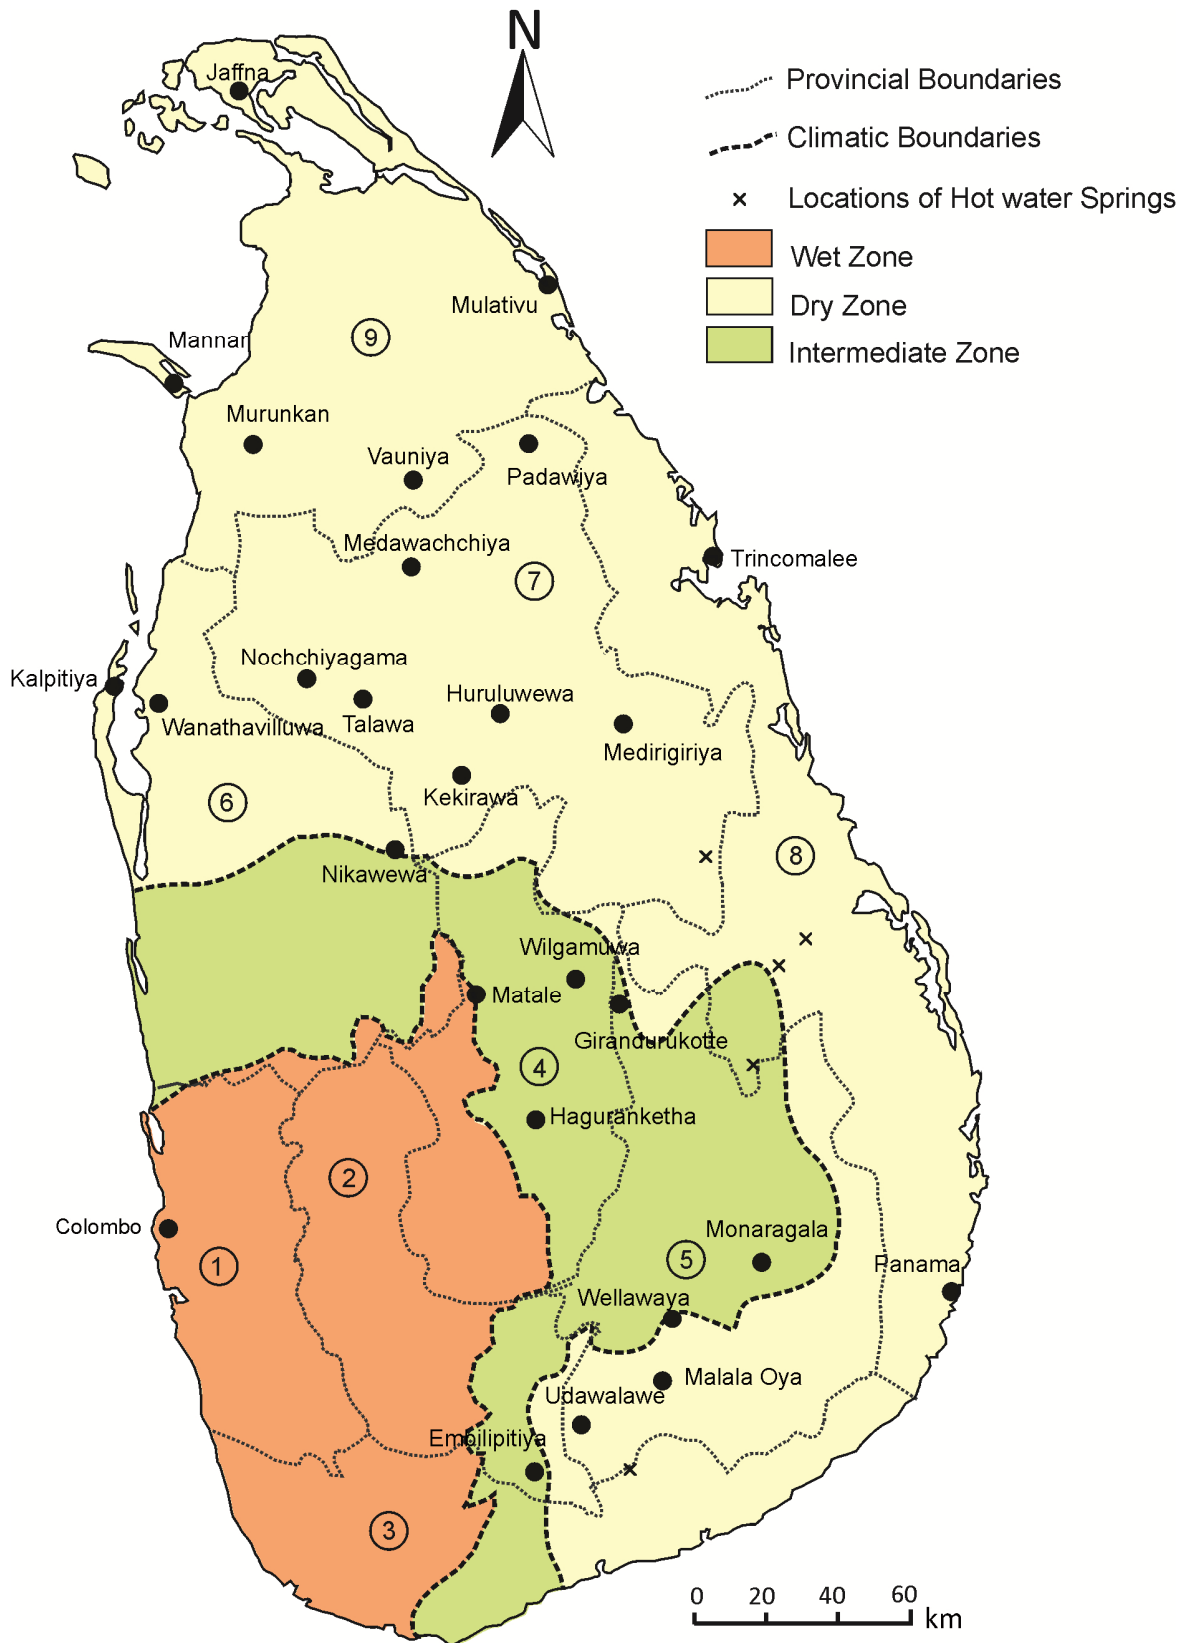 N
Jaffna
Provincial Boundaries
Climatic Boundaries
Locations of Hot water Springs
Wet Zone
Dry Zone
Intermediate Zone
Mulativu
9
Mannar
Murunkan
Vauniya
Padawiya
Medawachchiya
7
Trincomalee
Nochchiyagama
Kalpitiya
Huruluwewa
Wanathavilluwa
Talawa
Medirigiriya
6
Kekirawa
8
Nikawewa
Wilgamuwa
Matale
Girandurukotte
4
Haguranketha
2
Colombo
Monaragala
1
5
Panama
Wellawaya
Malala Oya
Udawalawe
Embilipitiya
3
0 20 40 60
km